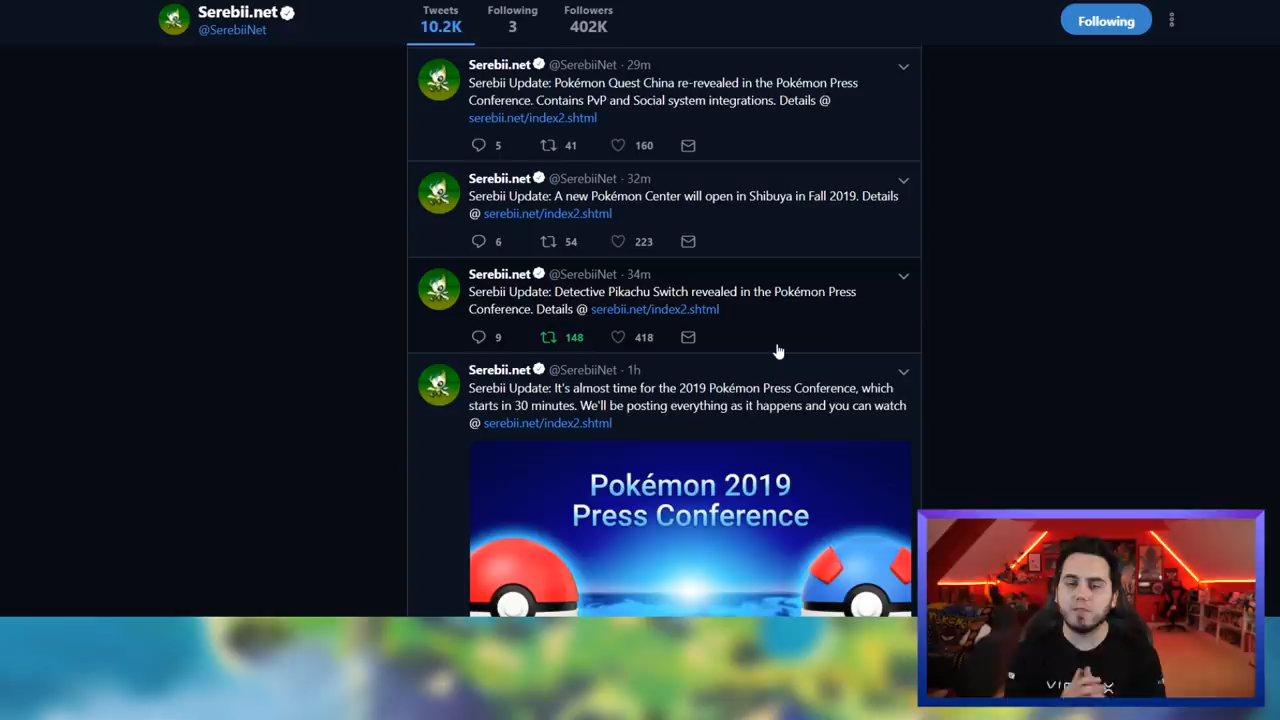 Serebii.net
@SerebiiNet
Tweets
10.2K
Following
3
Followers
402K
Following
Serebii.net @SerebiiNet · 29m
Serebii Update: Pokémon Quest China re-revealed in the Pokémon Press
Conference. Contains PvP and Social system integrations. Details @
serebii.net/index2.shtml
5 41 160
Serebii.net @SerebiiNet · 32m
Serebii Update: A new Pokémon Center will open in Shibuya in Fall 2019. Details
@ serebii.net/index2.shtml
6 54 223
Serebii.net @SerebiiNet · 34m
Serebii Update: Detective Pikachu Switch revealed in the Pokémon Press
Conference. Details @ serebii.net/index2.shtml
9 148 418
Serebii.net @SerebiiNet · 1h
Serebii Update: It's almost time for the 2019 Pokémon Press Conference, which
starts in 30 minutes. We'll be posting everything as it happens and you can watch
@ serebii.net/index2.shtml
Pokémon 2019
Press Conference